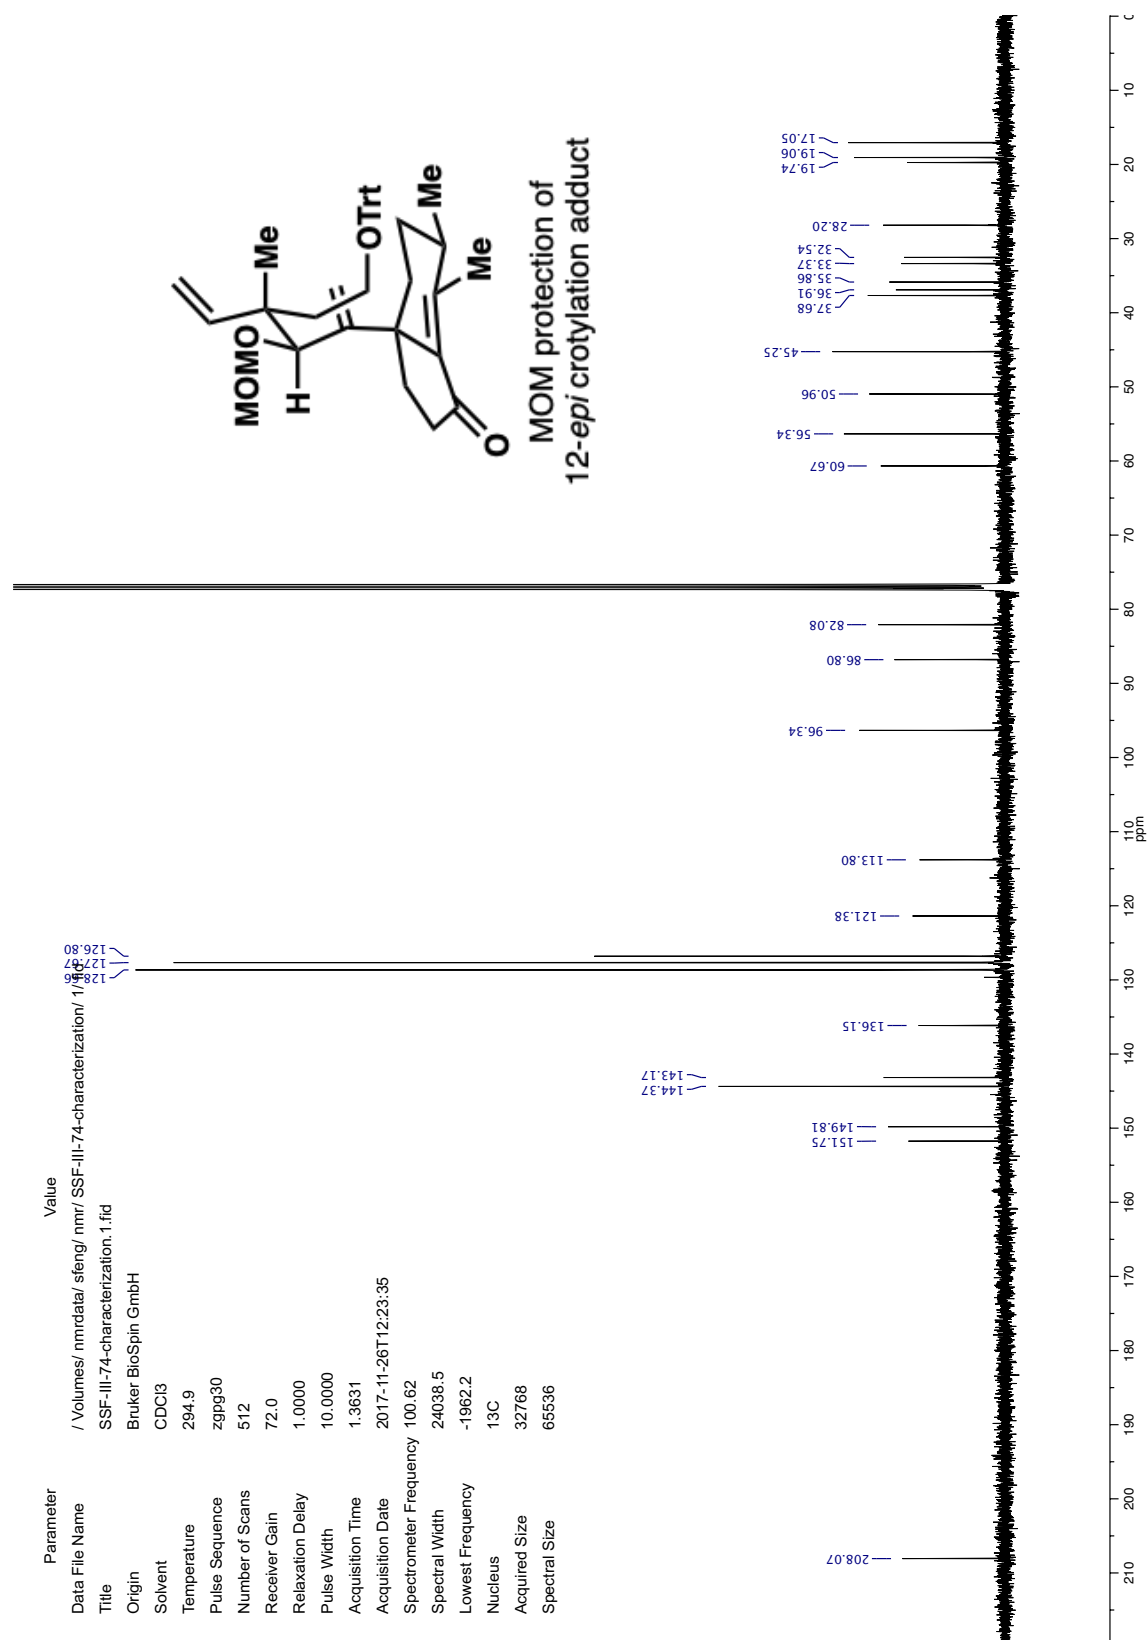 Parameter Value
Data File Name / Volumes/ nmrdata/ sfeng/ nmr/ SSF-III-74-characterization/ 1/ fid
Title SSF-III-74-characterization.1.fid
Origin Bruker BioSpin GmbH
Solvent CDCl3
Temperature 294.9
Pulse Sequence zgpg30
Number of Scans 512
Receiver Gain 72.0
Relaxation Delay 1.0000
Pulse Width 10.0000
Acquisition Time 1.3631
Acquisition Date 2017-11-26T12:23:35
Spectrometer Frequency 100.62
Spectral Width 24038.5
Lowest Frequency -1962.2
Nucleus 13C
Acquired Size 32768
Spectral Size 65536
MOMO
Me
H
OTrt
Me
Me
O
MOM protection of
12-epi crotylation adduct
208.07
151.75
149.81
144.37
143.17
136.15
128.66
127.67
126.80
121.38
113.80
96.34
86.80
82.08
60.67
56.34
50.96
45.25
37.68
36.91
35.86
33.37
32.54
28.20
19.74
19.06
17.05
210 200 190 180 170 160 150 140 130 120 110 100 90 80 70 60 50 40 30 20 10 0
ppm